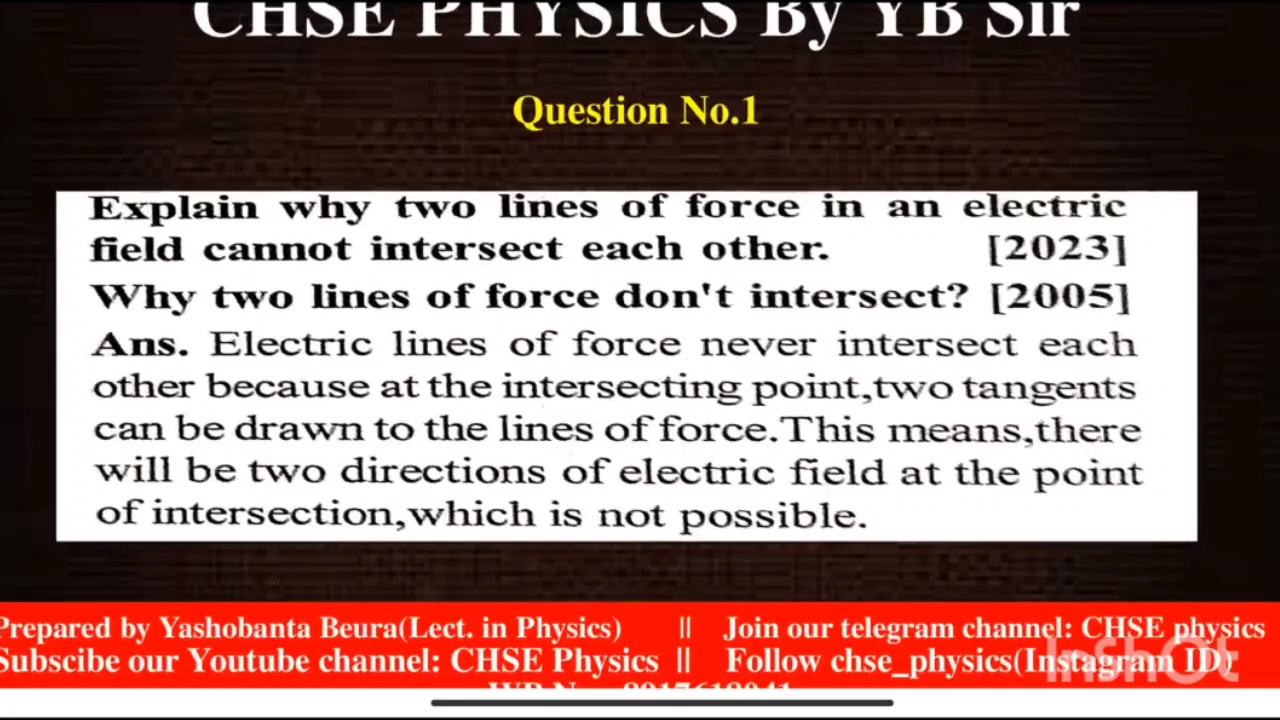 CHSE PHYSICS By YB Sir
Question No.1
Explain why two lines of force in an electric
field cannot intersect each other. [2023]
Why two lines of force don't intersect? [2005]
Ans. Electric lines of force never intersect each
other because at the intersecting point,two tangents
can be drawn to the lines of force.This means,there
will be two directions of electric field at the point
of intersection,which is not possible.
Prepared by Yashobanta Beura(Lect. in Physics) || Join our telegram channel: CHSE physics
Subscibe our Youtube channel: CHSE Physics || Follow chse_physics(Instagram ID)
InShOt